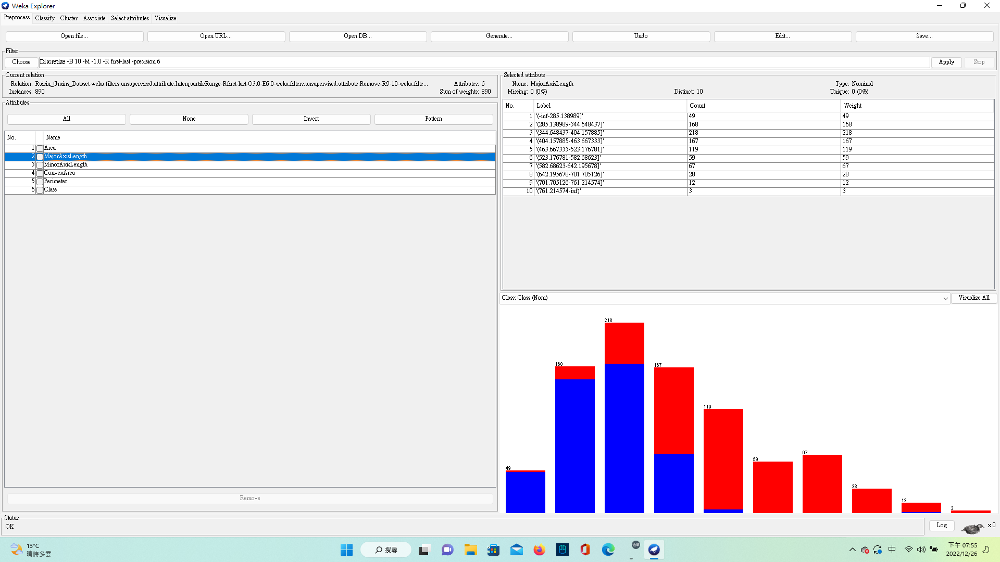 Weka Explorer
Preprocess Classify Cluster Associate Select attributes Visualize
Open file... Open URL... Open DB... Generate... Undo Edit... Save...
Filter
Choose Discretize -B 10 -M -1.0 -R first-last -precision 6 Apply Stop
Current relation
Relation: Raisin_Grains_Dataset-weka.filters.unsupervised.attribute.InterquartileRange-Rfirst-last-O3.0-E6.0-weka.filters.unsupervised.attribute.Remove-R9-10-weka.filte... Attributes: 6
Instances: 890 Sum of weights: 890
Attributes
All None Invert Pattern
No. Name
1 Area
2 MajorAxisLength
3 MinorAxisLength
4 ConvexArea
5 Perimeter
6 Class
Remove
Selected attribute
Name: MajorAxisLength Type: Nominal
Missing: 0 (0%) Distinct: 10 Unique: 0 (0%)
No. Label Count Weight
1 '(-inf-285.138989]' 49 49
2 '(285.138989-344.648437]' 168 168
3 '(344.648437-404.157885]' 218 218
4 '(404.157885-463.667333]' 167 167
5 '(463.667333-523.176781]' 119 119
6 '(523.176781-582.68623]' 59 59
7 '(582.68623-642.195678]' 67 67
8 '(642.195678-701.705126]' 28 28
9 '(701.705126-761.214574]' 12 12
10 '(761.214574-inf)' 3 3
Class: Class (Nom) Visualize All
49 168 218 167 119 59 67 28 12 3
Status
OK Log x 0
13°C
晴時多雲
搜尋
中
下午 07:55
2022/12/26